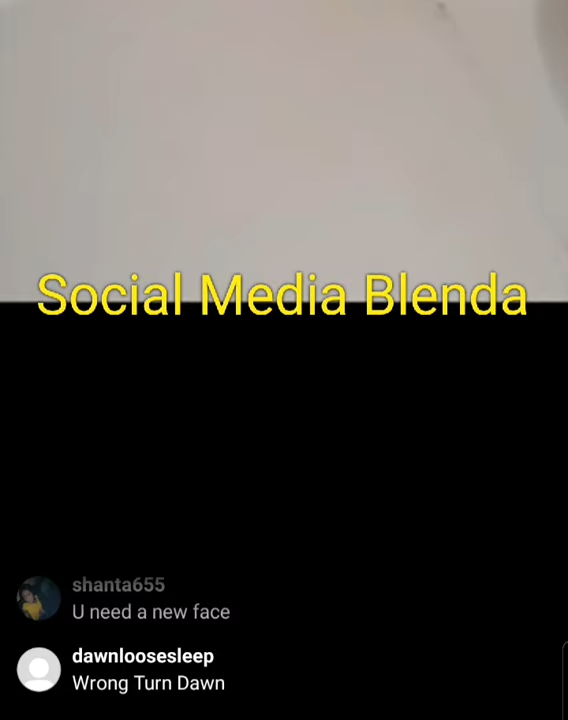 Social Media Blenda
shanta655
U need a new face
dawnloosesleep
Wrong Turn Dawn